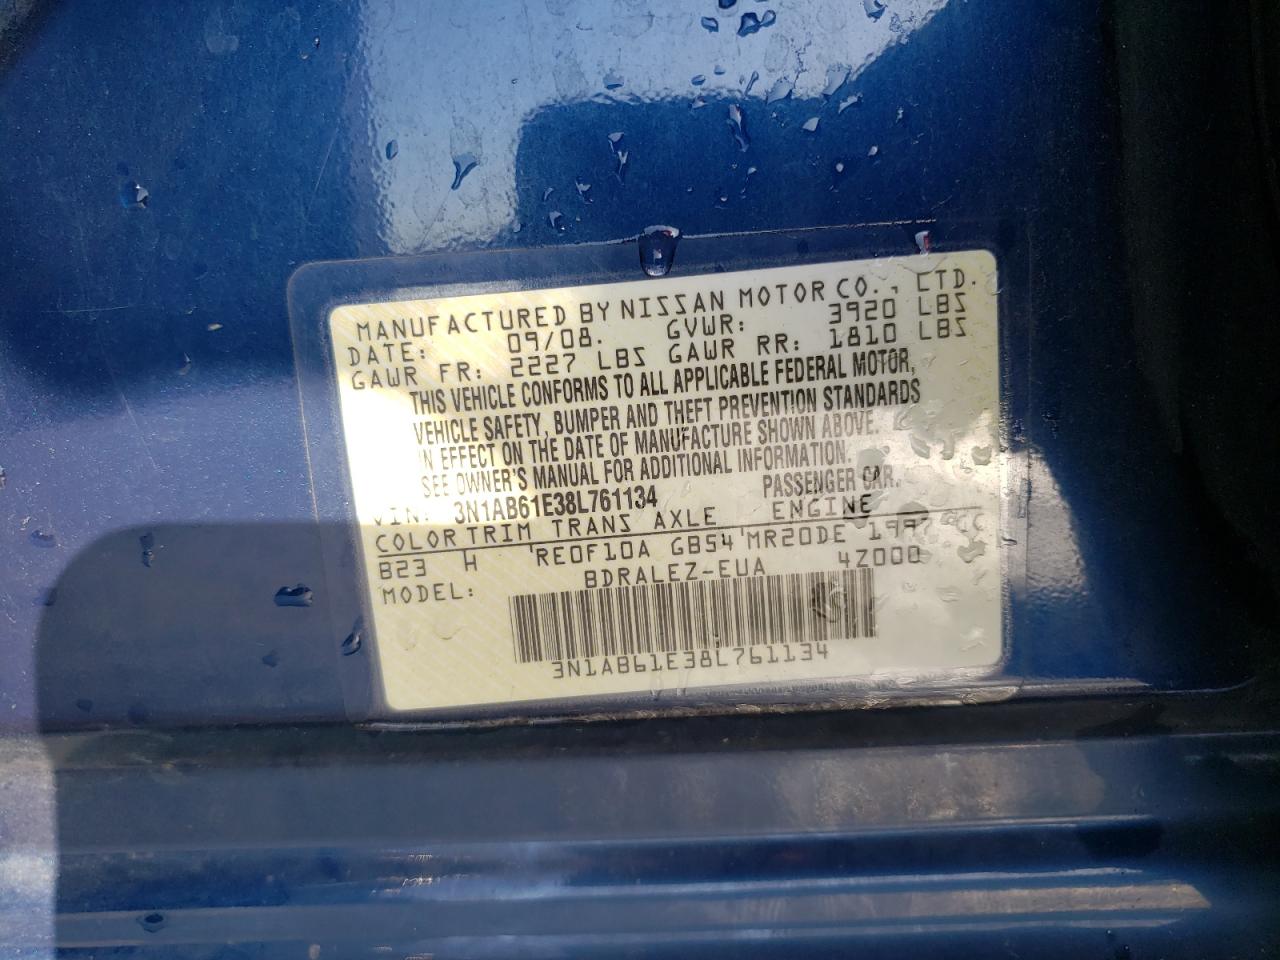 MANUFACTURED BY NISSAN MOTOR CO., LTD.
DATE: 09/08. GVWR: 3920 LBS
GAWR FR: 2227 LBS GAWR RR: 1810 LBS
THIS VEHICLE CONFORMS TO ALL APPLICABLE FEDERAL MOTOR,
VEHICLE SAFETY, BUMPER AND THEFT PREVENTION STANDARDS
IN EFFECT ON THE DATE OF MANUFACTURE SHOWN ABOVE.
SEE OWNER'S MANUAL FOR ADDITIONAL INFORMATION.
VIN: 3N1AB61E38L761134 PASSENGER CAR.
COLOR TRIM TRANS AXLE ENGINE
B23 H 'RE0F10A GB54'MR20DE 1997 CC
MODEL: BDRALEZ-EUA 4Z000
3N1AB61E38L761134